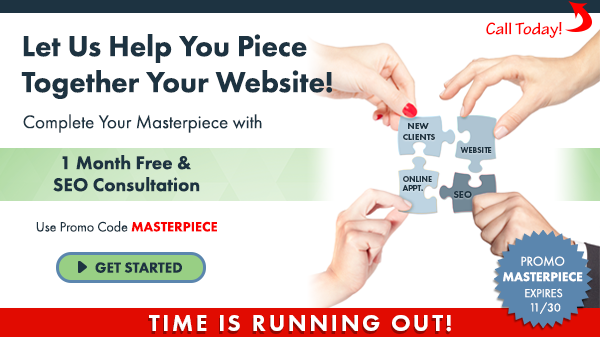 Call Today!
Let Us Help You Piece
Together Your Website!
Complete Your Masterpiece with
1 Month Free &
SEO Consultation
Use Promo Code MASTERPIECE
GET STARTED
NEW
CLIENTS
WEBSITE
ONLINE
APPT.
SEO
PROMO
MASTERPIECE
EXPIRES
11/30
TIME IS RUNNING OUT!